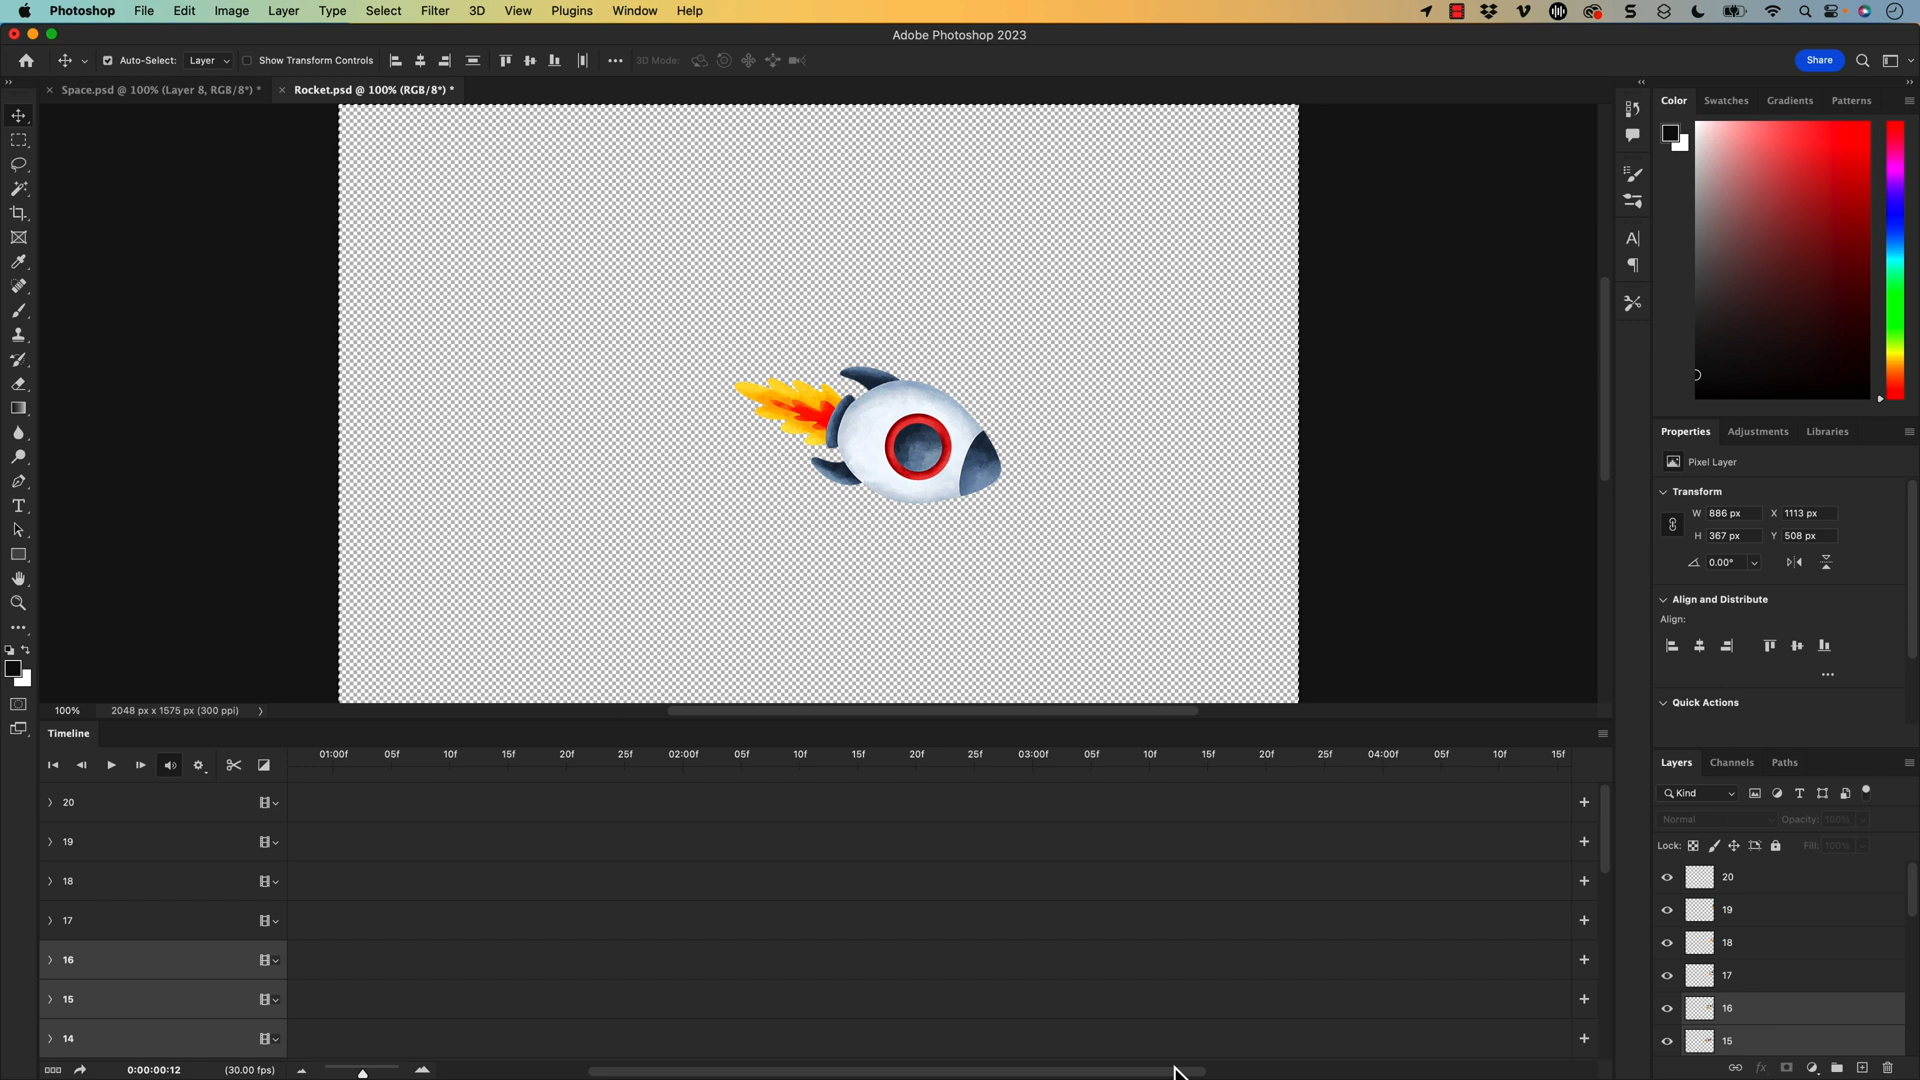 Photoshop File Edit Image Layer Type Select Filter 3D View Plugins Window Help
Adobe Photoshop 2023
Auto-Select: Layer Show Transform Controls 3D Mode: Share
Space.psd @ 100% (Layer 8, RGB/8*) * Rocket.psd @ 100% (RGB/8*) *
Color Swatches Gradients Patterns
Properties Adjustments Libraries
Pixel Layer
Transform
W 886 px X 1113 px
H 367 px Y 508 px
0.00°
Align and Distribute
Align:
Quick Actions
100% 2048 px x 1575 px (300 ppi)
Timeline
01:00f 05f 10f 15f 20f 25f 02:00f 05f 10f 15f 20f 25f 03:00f 05f 10f 15f 20f 25f 04:00f 05f 10f 15f
20
19
18
17
16
15
14
0:00:00:12 (30.00 fps)
Layers Channels Paths
Kind
Normal Opacity: 100%
Lock: Fill: 100%
20
19
18
17
16
15